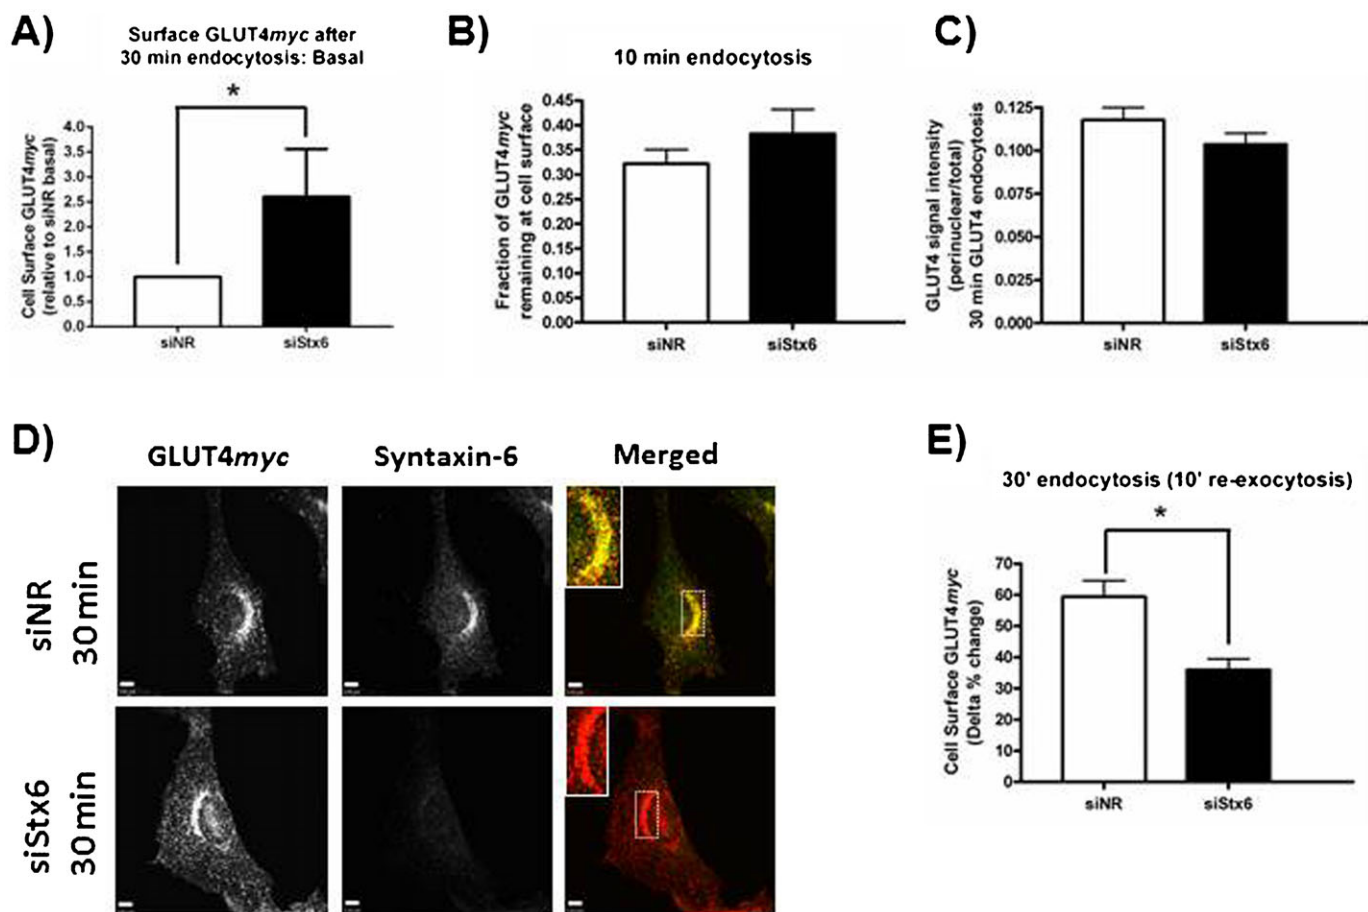 A)
Surface GLUT4myc after
30 min endocytosis: Basal
*
Cell Surface GLUT4myc
(relative to siNR basal)
4.0
3.5
3.0
2.5
2.0
1.5
1.0
0.5
0.0
siNR
siStx6
B)
10 min endocytosis
Fraction of GLUT4myc
remaining at cell surface
0.45
0.40
0.35
0.30
0.25
0.20
0.15
0.10
0.05
0.00
siNR
siStx6
C)
GLUT4 signal intensity
(perinuclear/total)
30 min GLUT4 endocytosis
0.125
0.100
0.075
0.050
0.025
0.000
siNR
siStx6
D)
GLUT4myc
Syntaxin-6
Merged
siNR
30 min
siStx6
30 min
E)
30' endocytosis (10' re-exocytosis)
*
Cell Surface GLUT4myc
(Delta % change)
70
60
50
40
30
20
10
0
siNR
siStx6